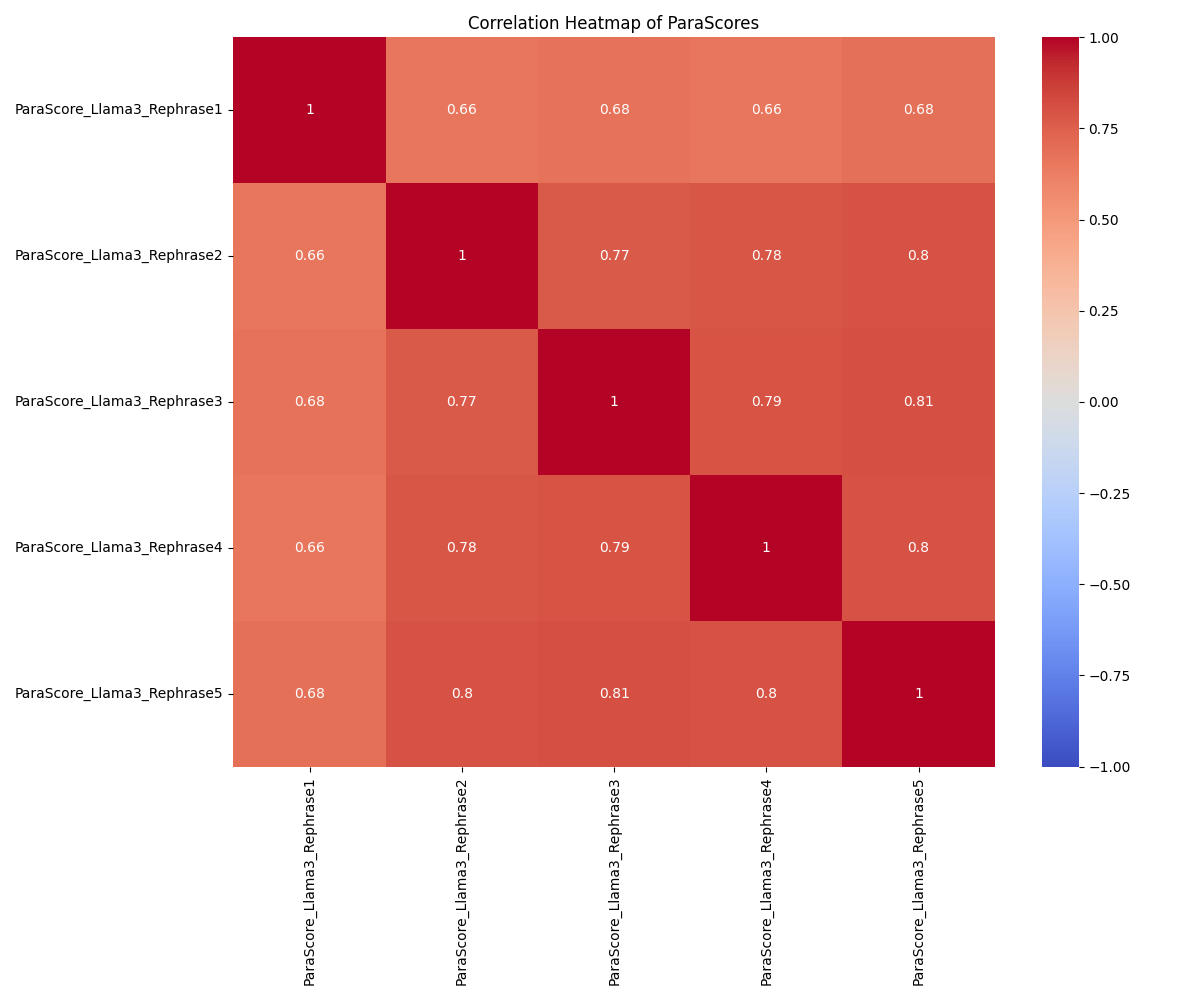 Correlation Heatmap of ParaScores
ParaScore_Llama3_Rephrase1
1 0.66 0.68 0.66 0.68
ParaScore_Llama3_Rephrase2
0.66 1 0.77 0.78 0.8
ParaScore_Llama3_Rephrase3
0.68 0.77 1 0.79 0.81
ParaScore_Llama3_Rephrase4
0.66 0.78 0.79 1 0.8
ParaScore_Llama3_Rephrase5
0.68 0.8 0.81 0.8 1
ParaScore_Llama3_Rephrase1
ParaScore_Llama3_Rephrase2
ParaScore_Llama3_Rephrase3
ParaScore_Llama3_Rephrase4
ParaScore_Llama3_Rephrase5
1.00
0.75
0.50
0.25
0.00
−0.25
−0.50
−0.75
−1.00